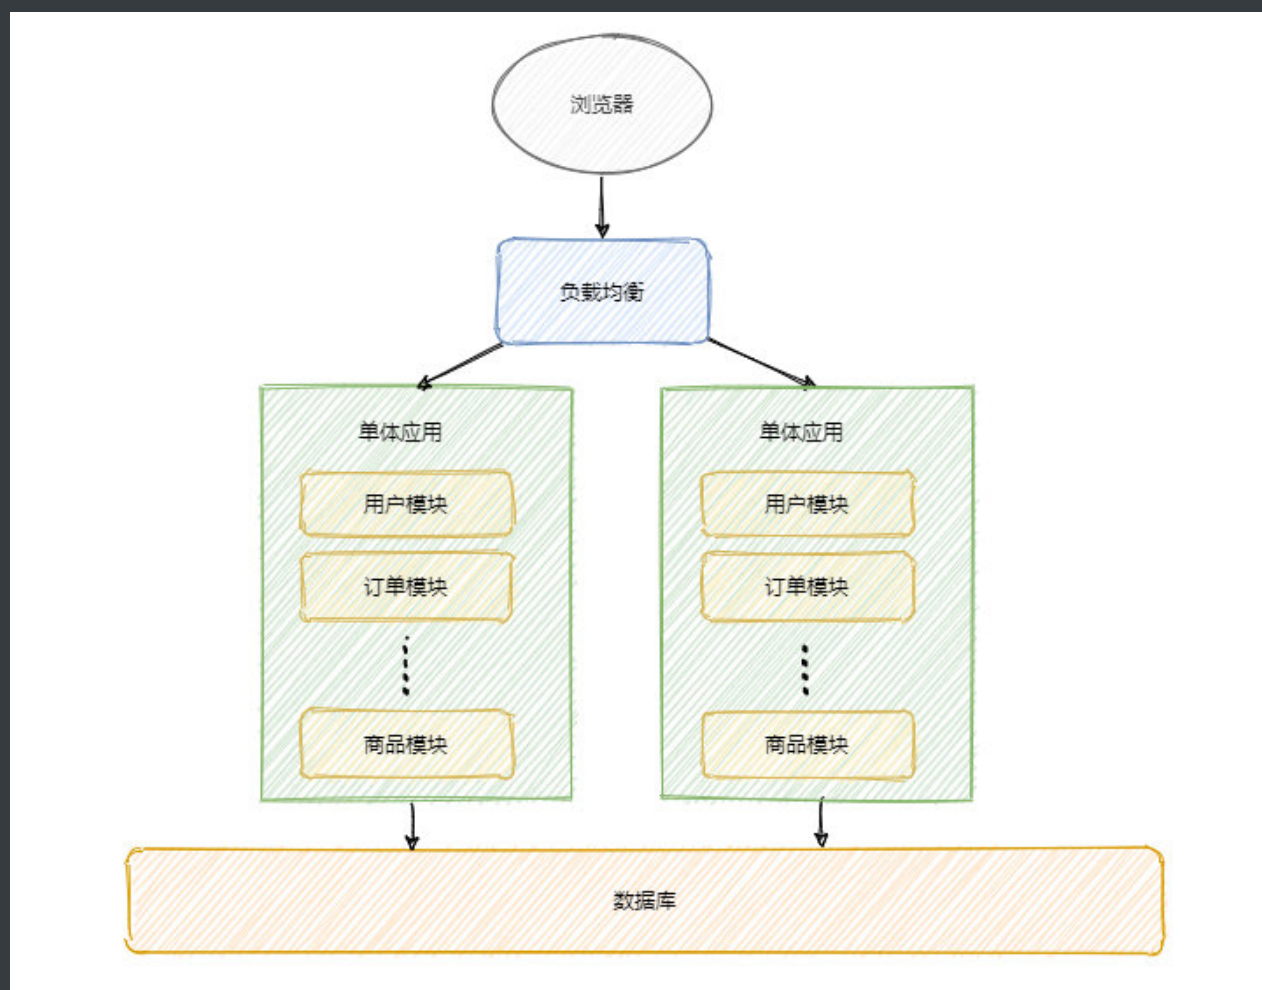 浏览器
负载均衡
单体应用
用户模块
订单模块
商品模块
单体应用
用户模块
订单模块
商品模块
数据库